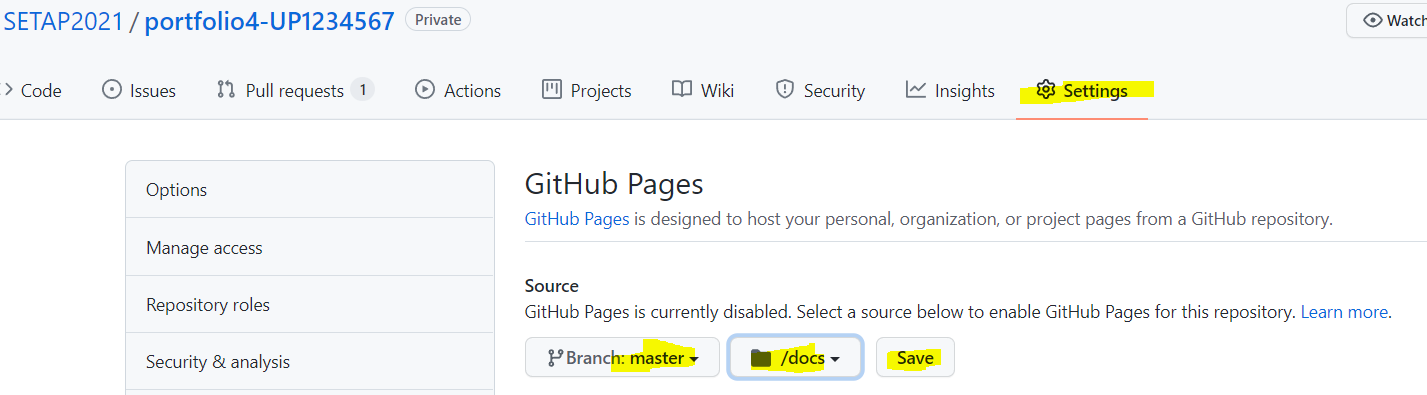 SETAP2021 / portfolio4-UP1234567 Private
Watch
Code Issues Pull requests 1 Actions Projects Wiki Security Insights Settings
Options
Manage access
Repository roles
Security & analysis
GitHub Pages
GitHub Pages is designed to host your personal, organization, or project pages from a GitHub repository.
Source
GitHub Pages is currently disabled. Select a source below to enable GitHub Pages for this repository. Learn more.
Branch: master /docs Save